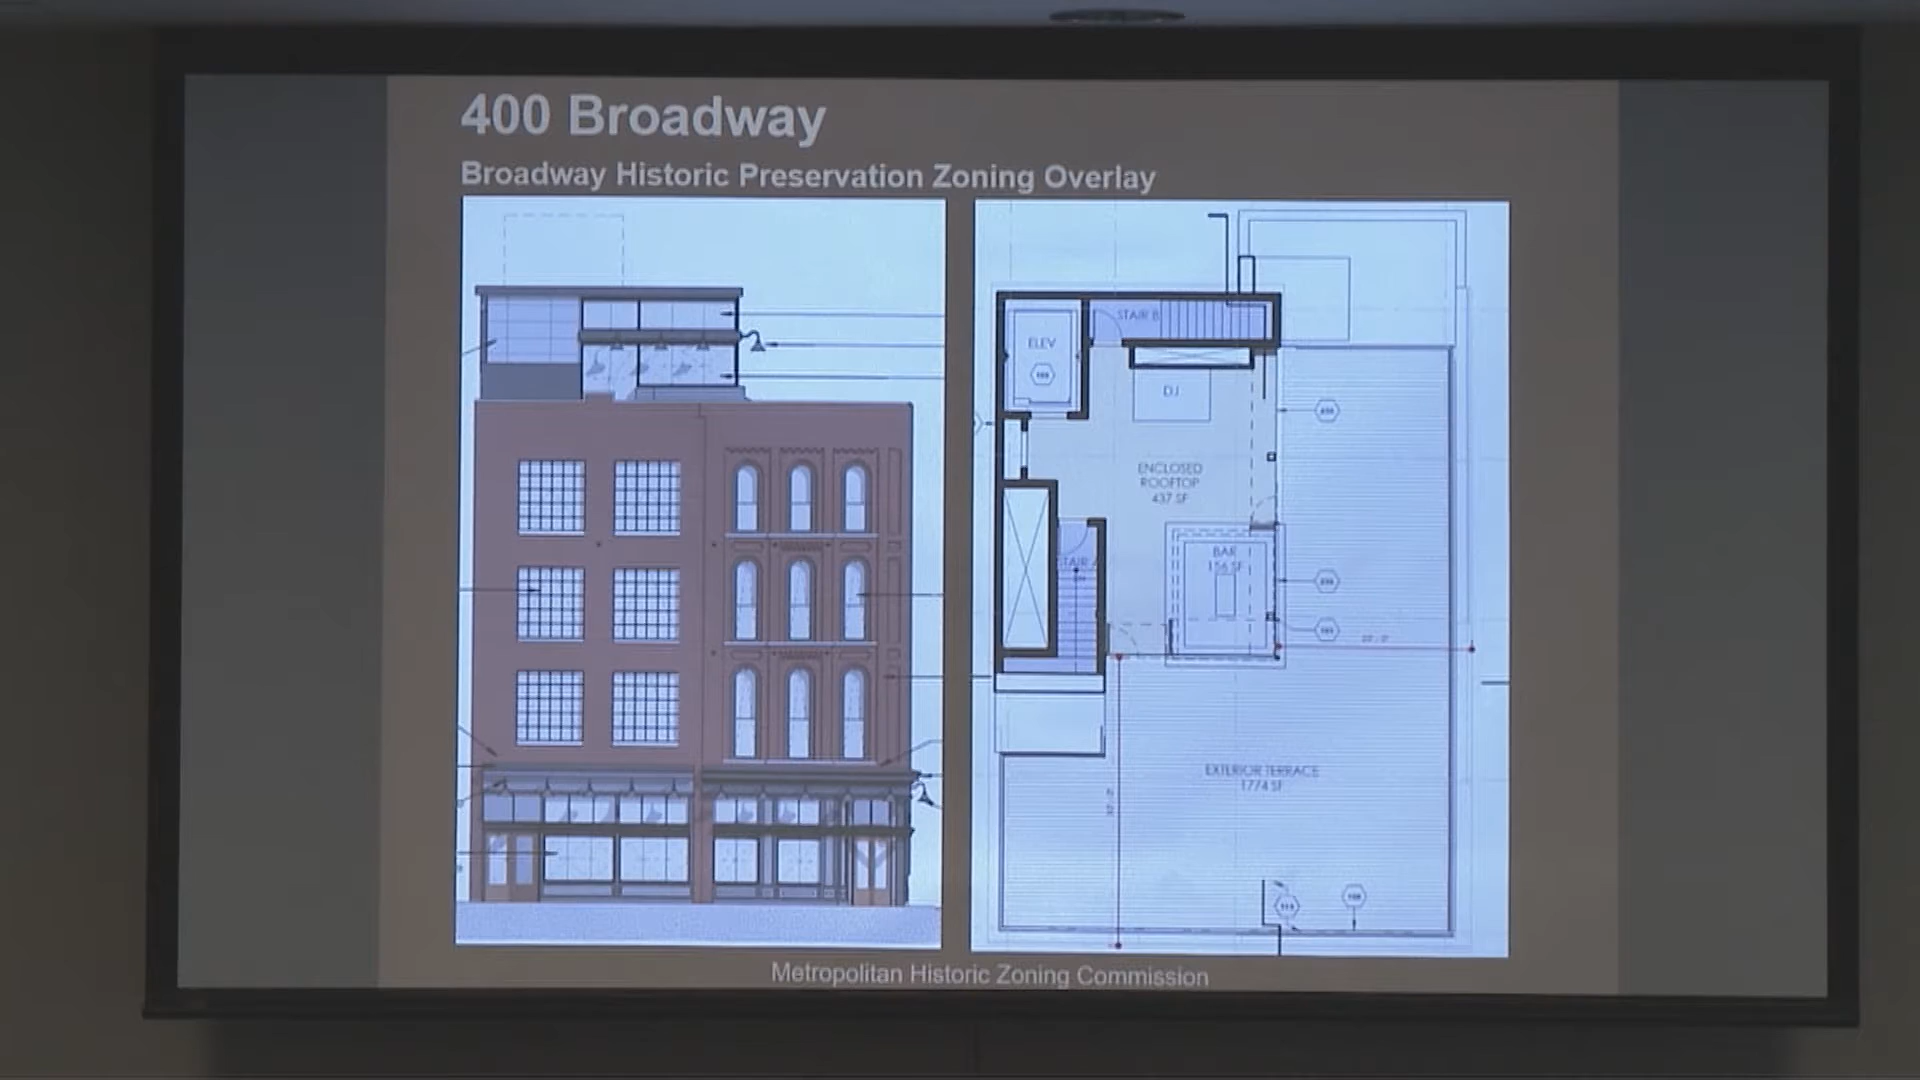 400 Broadway
Broadway Historic Preservation Zoning Overlay
STAIR B
ELEV
DJ
ENCLOSED
ROOFTOP
437 SF
BAR
156 SF
STAIR
EXTERIOR TERRACE
1774 SF
Metropolitan Historic Zoning Commission